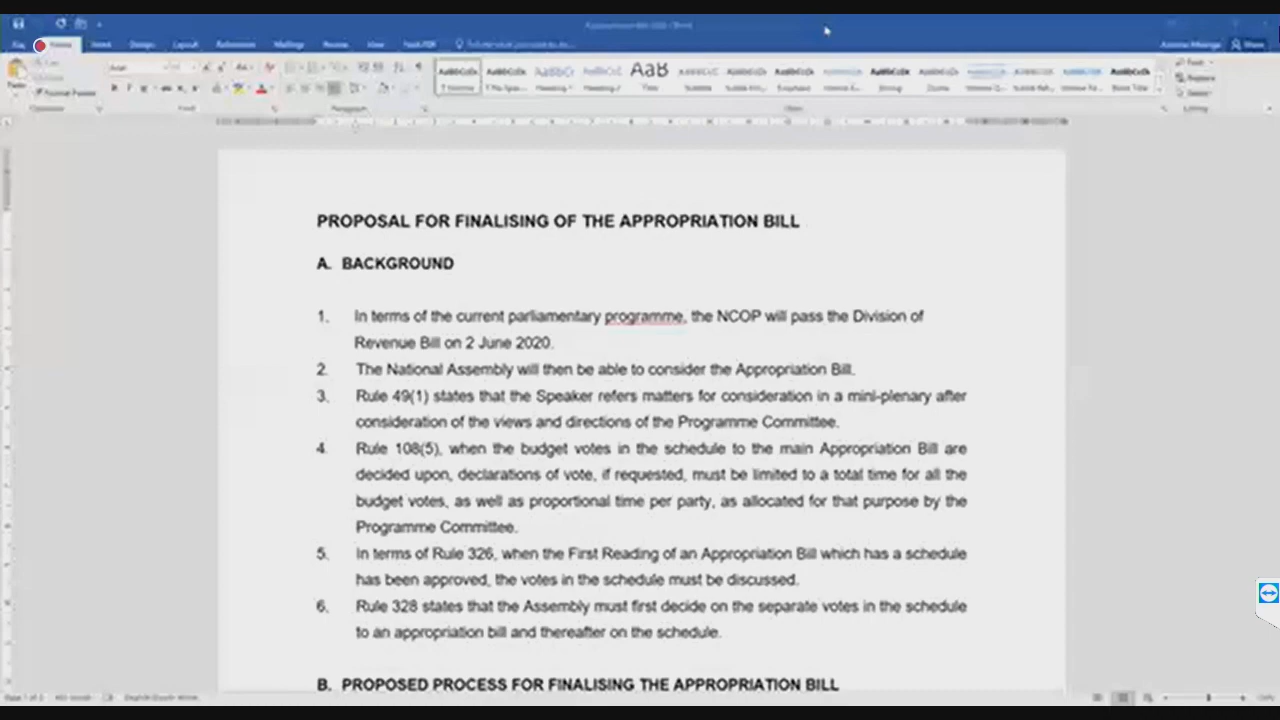 Layout
References
Mailings
Review
View
AaB
PROPOSAL FOR FINALISING OF THE APPROPRIATION BILL
A. BACKGROUND
1. In terms of the current parliamentary programme, the NCOP will pass the Division of
Revenue Bill on 2 June 2020.
2. The National Assembly will then be able to consider the Appropriation Bill.
3. Rule 49(1) states that the Speaker refers matters for consideration in a mini-plenary after
consideration of the views and directions of the Programme Committee.
4. Rule 108(5), when the budget votes in the schedule to the main Appropriation Bill are
decided upon, declarations of vote, if requested, must be limited to a total time for all the
budget votes, as well as proportional time per party, as allocated for that purpose by the
Programme Committee.
5. In terms of Rule 326, when the First Reading of an Appropriation Bill which has a schedule
has been approved, the votes in the schedule must be discussed.
6. Rule 328 states that the Assembly must first decide on the separate votes in the schedule
to an appropriation bill and thereafter on the schedule.
B. PROPOSED PROCESS FOR FINALISING THE APPROPRIATION BILL